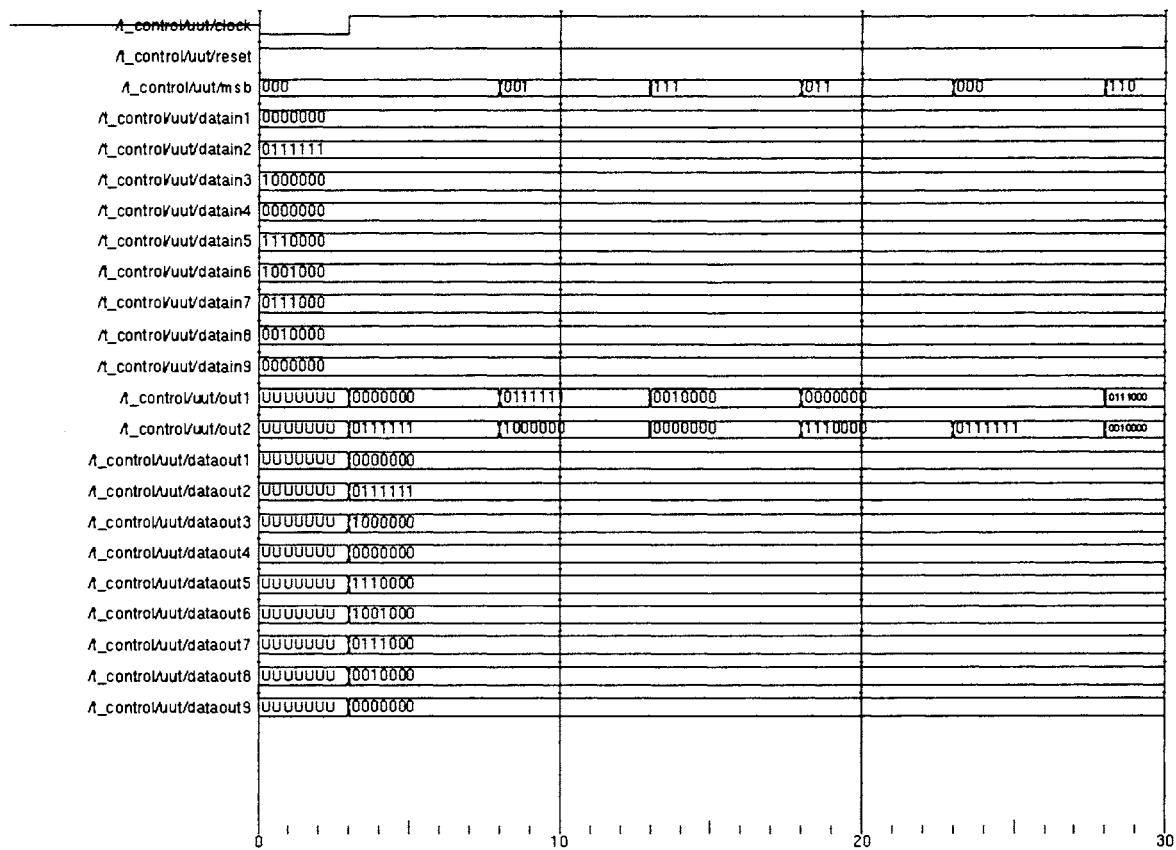 /t_control/uut/clock
/t_control/uut/reset
/t_control/uut/msb 000 001 111 011 000 110
/t_control/uut/datain1 0000000
/t_control/uut/datain2 0111111
/t_control/uut/datain3 1000000
/t_control/uut/datain4 0000000
/t_control/uut/datain5 1110000
/t_control/uut/datain6 1001000
/t_control/uut/datain7 0111000
/t_control/uut/datain8 0010000
/t_control/uut/datain9 0000000
/t_control/uut/out1 UUUUUUU 0000000 0111111 0010000 0000000 0111000
/t_control/uut/out2 UUUUUUU 0111111 1000000 0000000 1110000 0111111 0010000
/t_control/uut/dataout1 UUUUUUU 0000000
/t_control/uut/dataout2 UUUUUUU 0111111
/t_control/uut/dataout3 UUUUUUU 1000000
/t_control/uut/dataout4 UUUUUUU 0000000
/t_control/uut/dataout5 UUUUUUU 1110000
/t_control/uut/dataout6 UUUUUUU 1001000
/t_control/uut/dataout7 UUUUUUU 0111000
/t_control/uut/dataout8 UUUUUUU 0010000
/t_control/uut/dataout9 UUUUUUU 0000000
0 10 20 30